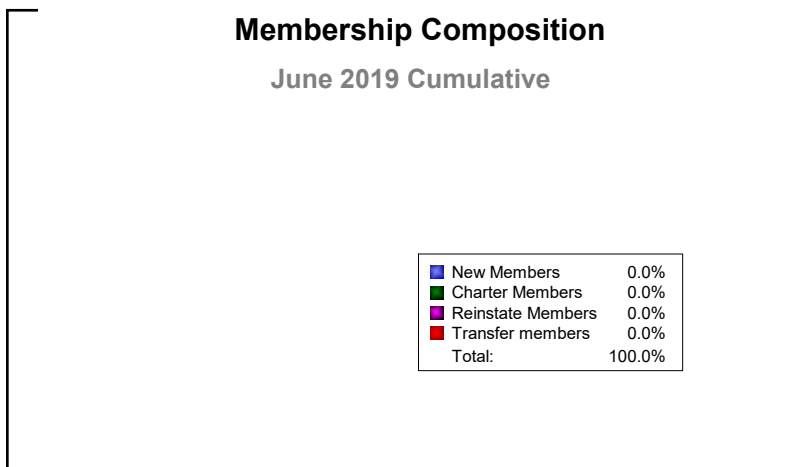 Membership Composition
June 2019 Cumulative
New Members 0.0%
Charter Members 0.0%
Reinstate Members 0.0%
Transfer members 0.0%
Total: 100.0%